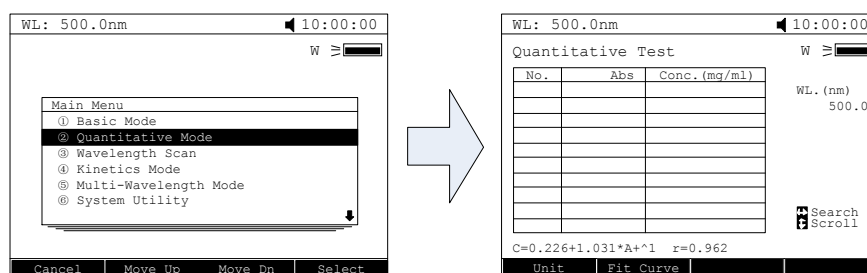 WL: 500.0nm 10:00:00
W
Main Menu
① Basic Mode
② Quantitative Mode
③ Wavelength Scan
④ Kinetics Mode
⑤ Multi-Wavelength Mode
⑥ System Utility
Cancel Move Up Move Dn Select
WL: 500.0nm 10:00:00
Quantitative Test W
No. Abs Conc.(mg/ml)
WL.(nm)
500.0
Search
Scroll
C=0.226+1.031*A+^1 r=0.962
Unit Fit Curve